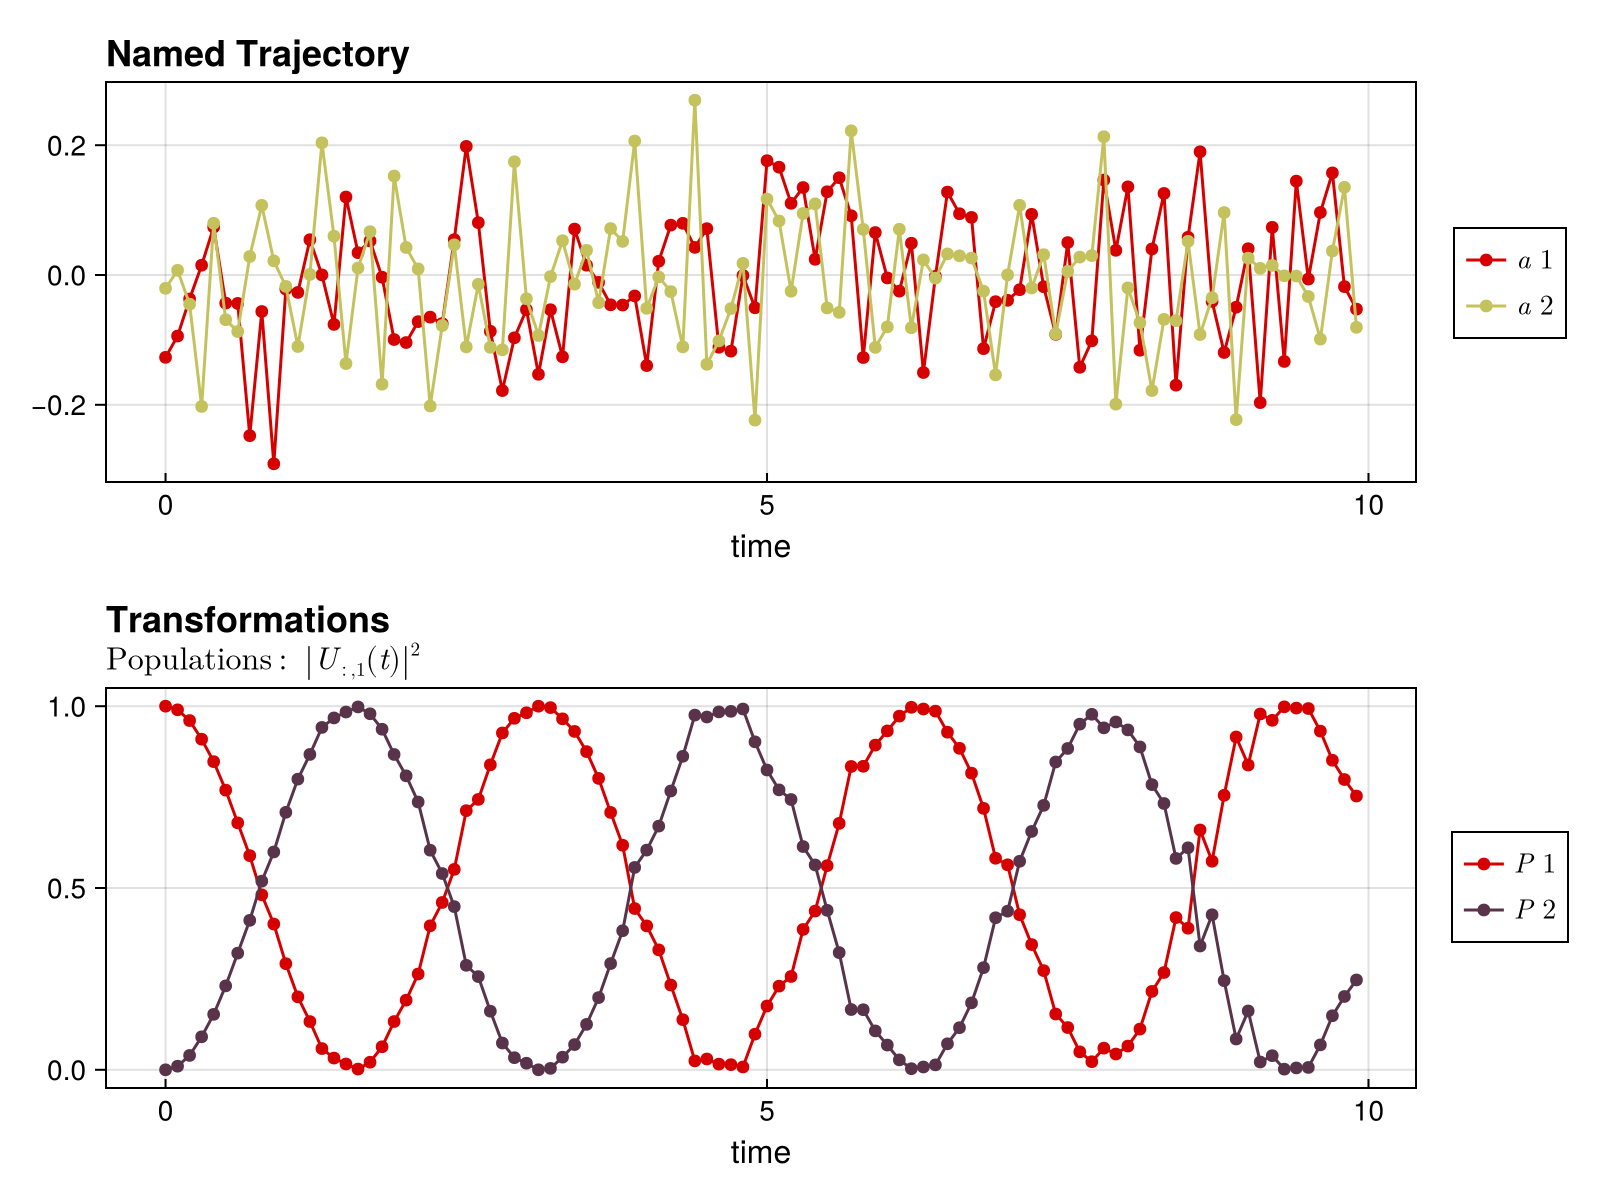 Named Trajectory
0.2
0.0
−0.2
0
5
10
time
a 1
a 2
Transformations
Populations: |U:,1(t)|²
1.0
0.5
0.0
0
5
10
time
P 1
P 2